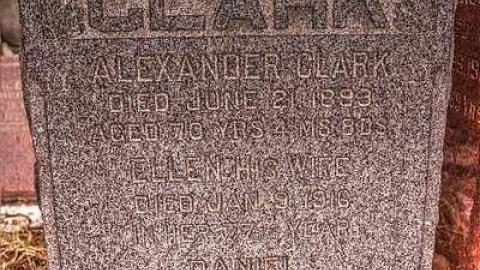 CLARK
ALEXANDER CLARK
DIED JUNE 21, 1893
AGED 70 YRS 4 MS. 8 DS.
ELLEN HIS WIFE
DIED JAN. 9, 1916
IN HER 77TH YEAR
DANIEL